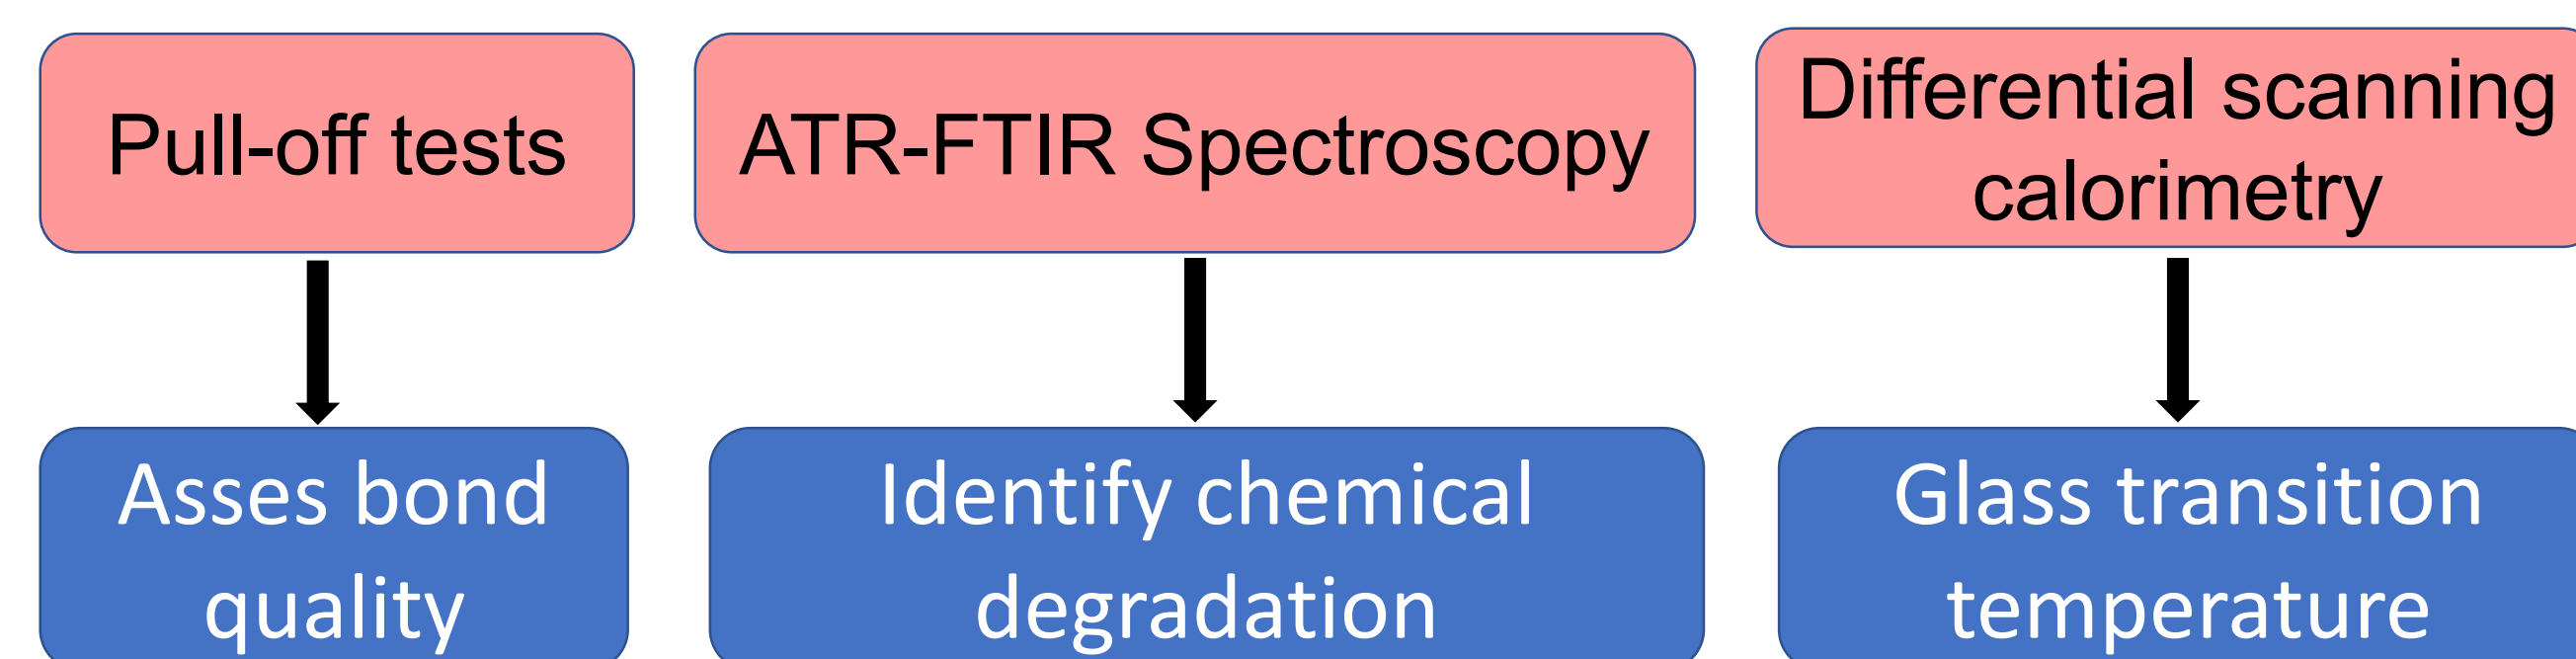 Pull-off tests
ATR-FTIR Spectroscopy
Differential scanning
calorimetry
Asses bond
quality
Identify chemical
degradation
Glass transition
temperature